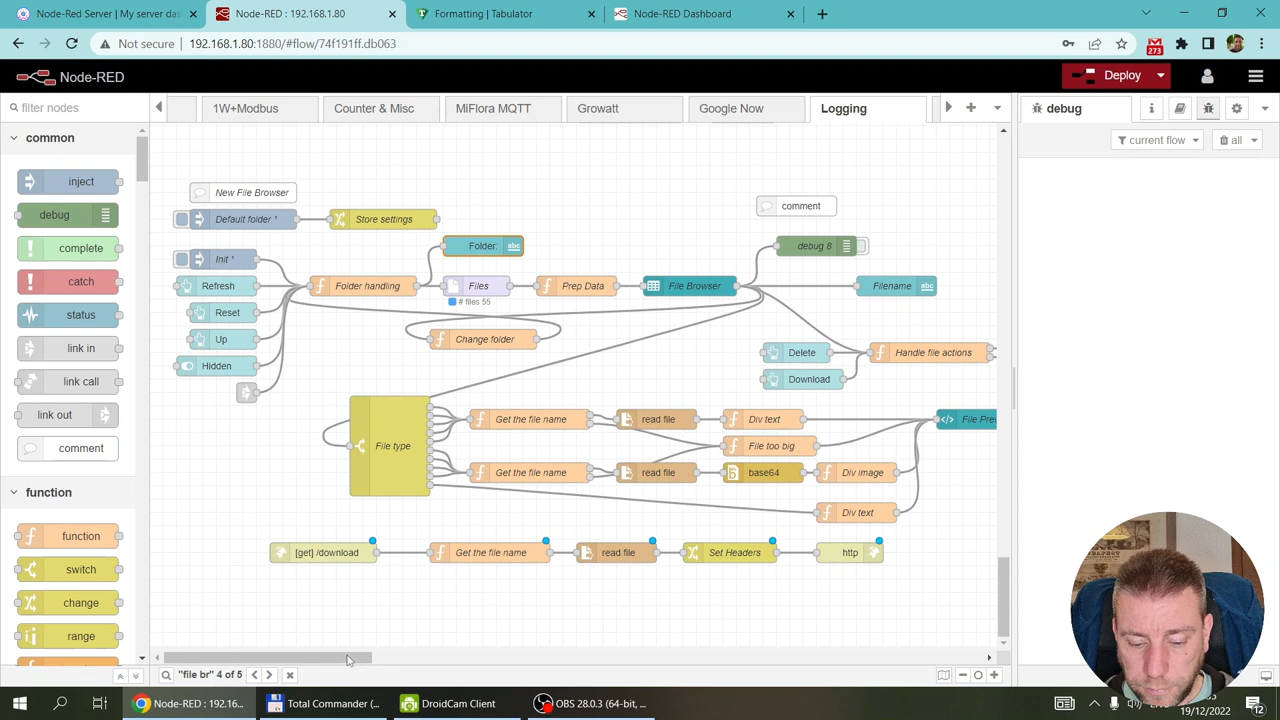 Node-RED Server | My server das
Node-RED : 192.168.1.80
Formatting | Tabulator
Node-RED Dashboard
Not secure
192.168.1.80:1880/#flow/74f191ff.db063
273
Node-RED
Deploy
filter nodes
1W+Modbus
Counter & Misc
MiFlora MQTT
Growatt
Google Now
Logging
debug
current flow
all
common
inject
debug
complete
catch
status
link in
link call
link out
comment
function
function
switch
change
range
New File Browser
comment
Default folder ¹
Store settings
Folder:
abc
debug 8
Init ¹
Refresh
Folder handling
Files
Prep Data
File Browser
Filename
abc
# files 55
Reset
Up
Change folder
Hidden
Delete
Handle file actions
Download
File type
Get the file name
read file
Div text
File Prev
File too big
Get the file name
read file
base64
Div image
Div text
[get] /download
Get the file name
read file
Set Headers
http
"file br" 4 of 5
Node-RED : 192.16...
Total Commander (...
DroidCam Client
OBS 28.0.3 (64-bit, ...
19/12/2022
12